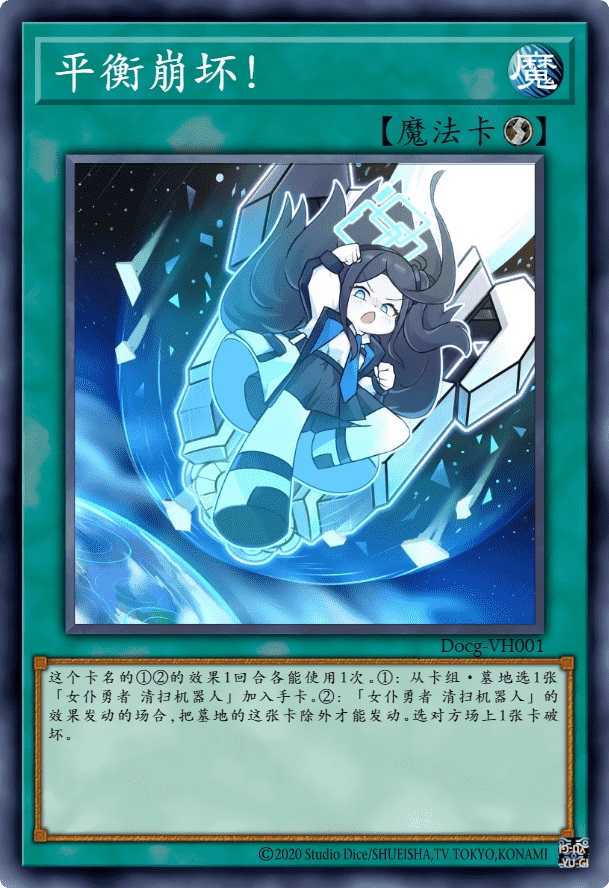 平衡崩坏!
魔
【魔法卡】
Docg-VH001
这个卡名的①②的效果1回合各能使用1次。①：从卡组·墓地选1张
「女仆勇者 清扫机器人」加入手卡。②：「女仆勇者 清扫机器人」的
效果发动的场合,把墓地的这张卡除外才能发动。选对方场上1张卡破
坏。
©2020 Studio Dice/SHUEISHA,TV TOKYO,KONAMI